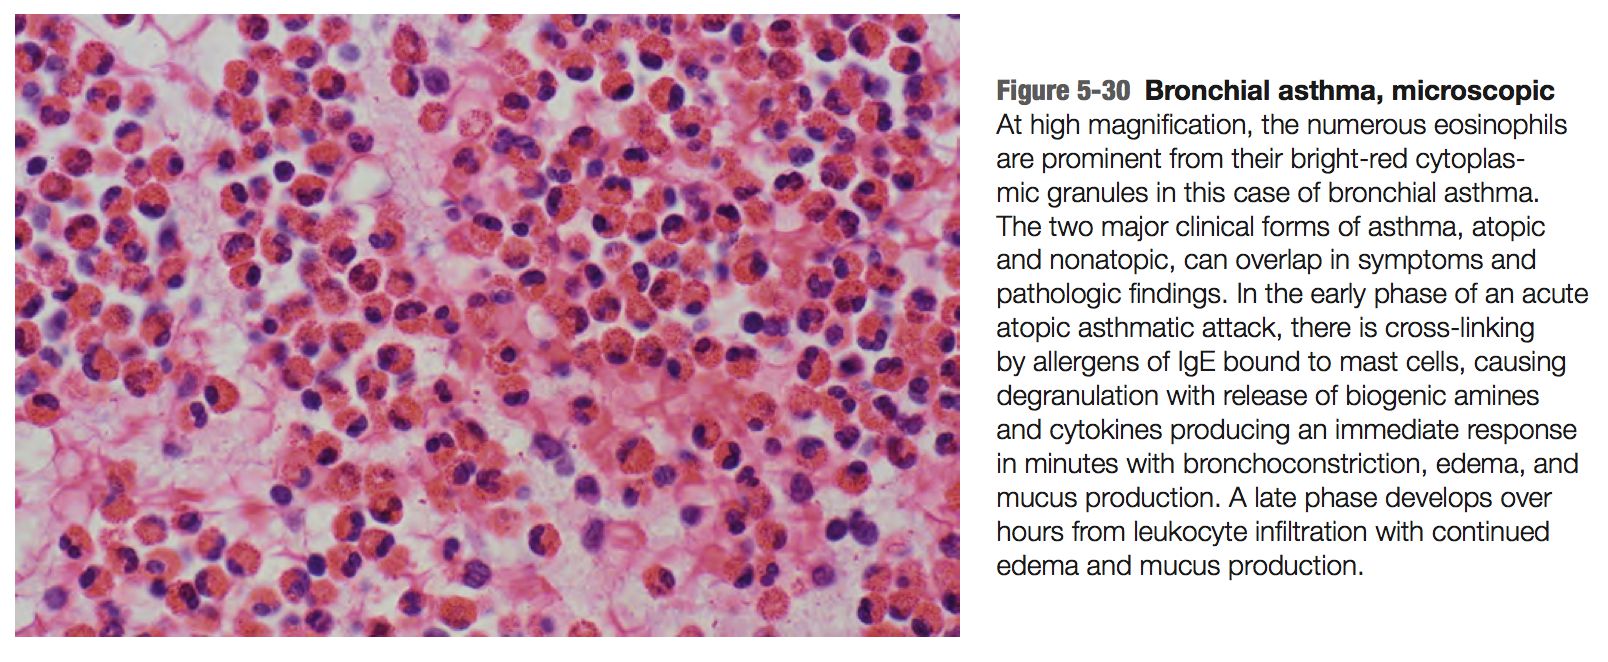 Figure 5-30 Bronchial asthma, microscopic
At high magnification, the numerous eosinophils
are prominent from their bright-red cytoplas-
mic granules in this case of bronchial asthma.
The two major clinical forms of asthma, atopic
and nonatopic, can overlap in symptoms and
pathologic findings. In the early phase of an acute
atopic asthmatic attack, there is cross-linking
by allergens of IgE bound to mast cells, causing
degranulation with release of biogenic amines
and cytokines producing an immediate response
in minutes with bronchoconstriction, edema, and
mucus production. A late phase develops over
hours from leukocyte infiltration with continued
edema and mucus production.